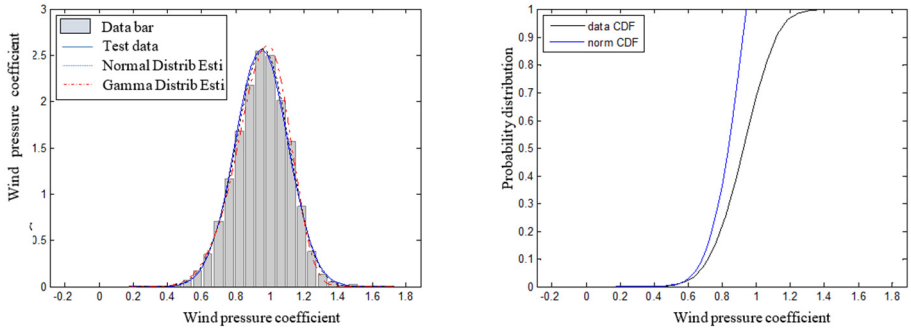 3
2.5
2
1.5
1
0.5
0
Wind pressure coefficient
Data bar
Test data
Normal Distrib Esti
Gamma Distrib Esti
-0.2 0 0.2 0.4 0.6 0.8 1.0 1.2 1.4 1.6 1.8
Wind pressure coefficient
1
0.9
0.8
0.7
0.6
0.5
0.4
0.3
0.2
0.1
0
Probability distribution
data CDF
norm CDF
-0.2 0 0.2 0.4 0.6 0.8 1 1.2 1.4 1.6 1.8
Wind pressure coefficient